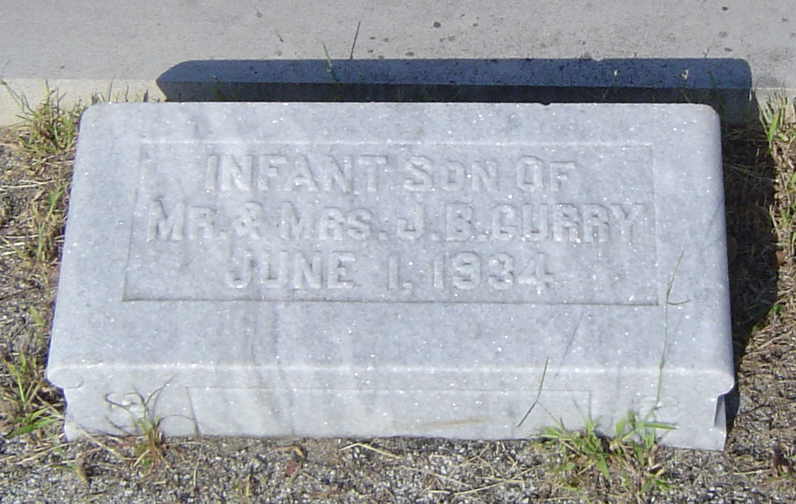 INFANT SON OF
MR. & MRS. J. B. CURRY
JUNE 1, 1934